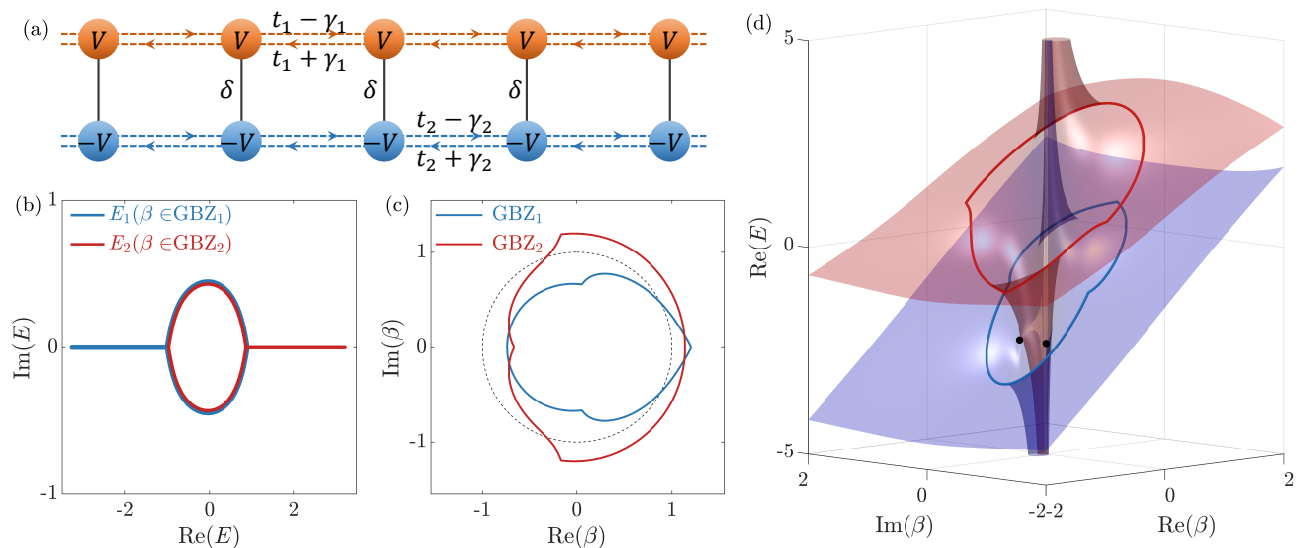 (a)
t₁ − γ₁
V V V V V
t₁ + γ₁
δ δ δ
t₂ − γ₂
−V −V −V −V −V
t₂ + γ₂
(b)
E₁(β ∈GBZ₁)
E₂(β ∈GBZ₂)
1
0
-1
Im(E)
-2 0 2
Re(E)
(c)
GBZ₁
GBZ₂
1
0
-1
Im(β)
-1 0 1
Re(β)
(d)
5
0
-5
Re(E)
2 0 -2
Im(β)
-2 0 2
Re(β)